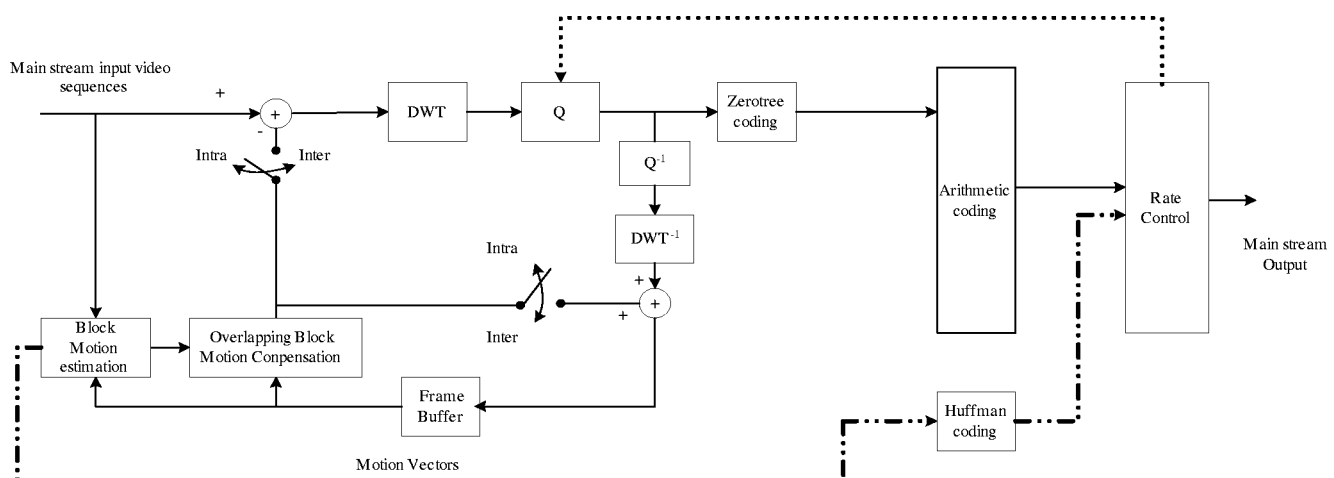 Main stream input video
sequences
+
+
-
Intra
Inter
DWT
Q
Zerotree
coding
Q-1
DWT-1
Intra
Inter
+
+
+
Arithmetic
coding
Rate
Control
Main stream
Output
Block
Motion
estimation
Overlapping Block
Motion Conpensation
Frame
Buffer
Huffman
coding
Motion Vectors